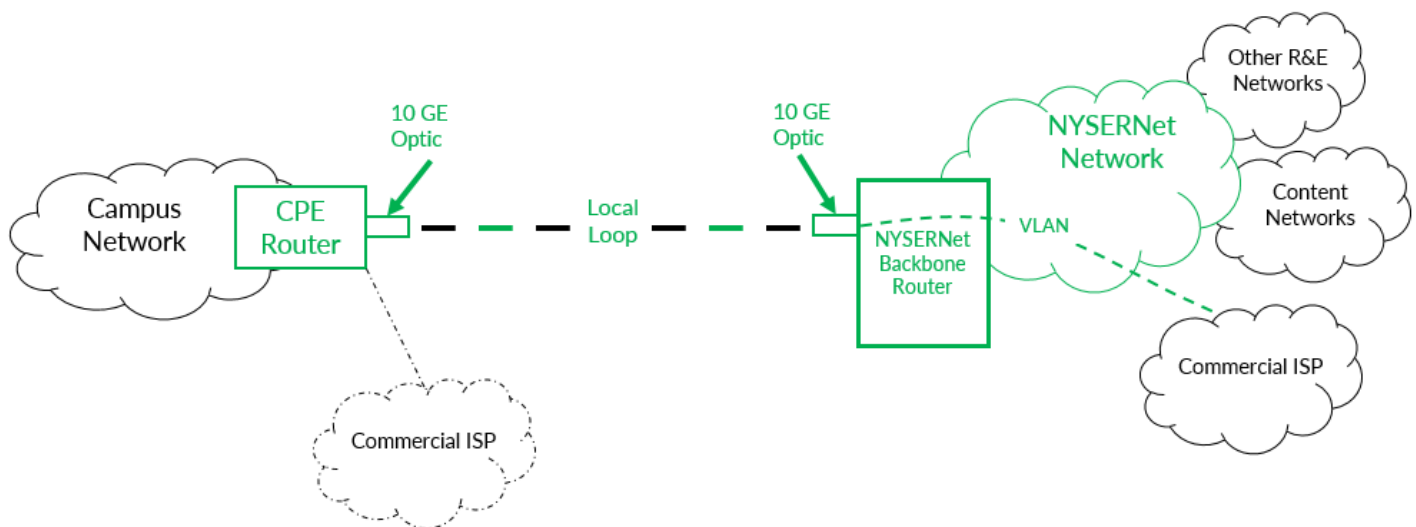 Other R&E
Networks
10 GE
Optic
10 GE
Optic
NYSERNet
Network
Campus
Network
CPE
Router
Local
Loop
Content
Networks
VLAN
NYSERNet
Backbone
Router
Commercial ISP
Commercial ISP